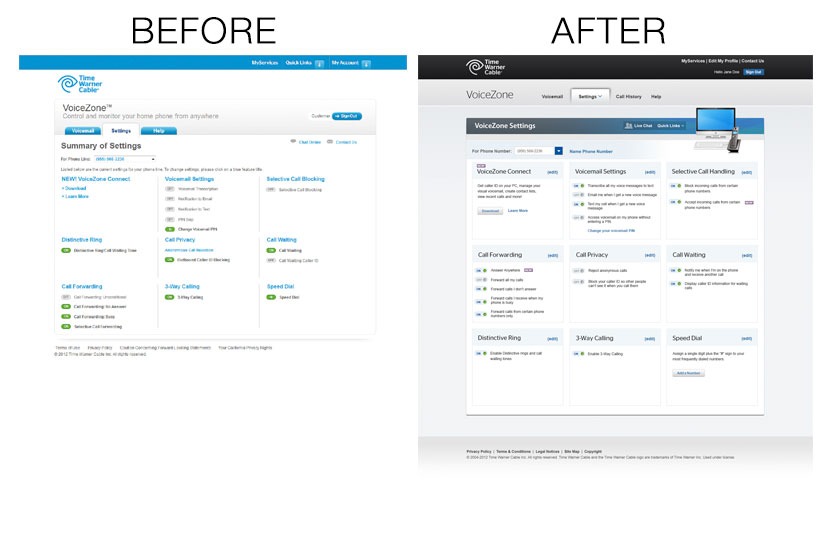 BEFORE
MyServices Quick Links My Account
Time
Warner
Cable
VoiceZone™
Control and monitor your home phone from anywhere
Customer Sign Out
Voicemail Settings Help
Summary of Settings
Chat Online Contact Us
For Phone Line:
Listed below are the current settings for your phone line. To change settings, please click on a blue feature title.
NEW! VoiceZone Connect
• Download
• Learn More
Voicemail Settings
OFF Voicemail Transcription
OFF Notification to Email
OFF Notification to Text
OFF PIN Skip
Change Voicemail PIN
Selective Call Blocking
OFF Selective Call Blocking
Distinctive Ring
ON Distinctive Ring/Call Waiting Tone
Call Privacy
Anonymous Call Rejection
ON Outbound Caller ID Blocking
Call Waiting
ON Call Waiting
OFF Call Waiting Caller ID
Call Forwarding
OFF Call Forwarding: Unconditional
ON Call Forwarding: No Answer
ON Call Forwarding: Busy
ON Selective Call Forwarding
3-Way Calling
ON 3-Way Calling
Speed Dial
Speed Dial
Terms of Use Privacy Policy Caution Concerning Forward Looking Statements Your California Privacy Rights
© 2012 Time Warner Cable Inc. All rights reserved.
AFTER
Time
Warner
Cable
MyServices | Edit My Profile | Contact Us
Hello Jane Doe Sign Out
VoiceZone
Voicemail Settings Call History Help
VoiceZone Settings
Live Chat Quick Links
For Phone Number: Name Phone Number
NEW
VoiceZone Connect (edit)
Get caller ID on your PC, manage your
visual voicemail, create contact lists,
view recent calls and more!
Download Learn More
Voicemail Settings (edit)
ON Transcribe all my voice messages to text
OFF Email me when I get a new voice message
ON Text my cell when I get a new voice
message
OFF Access voicemail on my phone without
entering a PIN
Change your voicemail PIN
Selective Call Handling (edit)
ON Block incoming calls from certain
phone numbers
ON Accept incoming calls from certain NEW
phone numbers
Call Forwarding (edit)
ON Answer Anywhere NEW
OFF Forward all my calls
ON Forward calls I don't answer
ON Forward calls I receive when my
phone is busy
ON Forward calls from certain phone
numbers only
Call Privacy (edit)
OFF Reject anonymous calls
OFF Block your caller ID so other people
can't see it when you call them
Call Waiting (edit)
ON Notify me when I'm on the phone
and receive another call
ON Display caller ID information for waiting
calls
Distinctive Ring (edit)
ON Enable Distinctive rings and call
waiting tones
3-Way Calling (edit)
ON Enable 3-Way Calling
Speed Dial (edit)
Assign a single digit plus the "#" sign to your
most frequently dialed numbers.
Add a Number
Privacy Policy | Terms & Conditions | Legal Notices | Site Map | Copyright
© 2004-2012 Time Warner Cable Inc. All rights reserved. Time Warner Cable and the Time Warner Cable logo are trademarks of Time Warner Inc. Used under license.